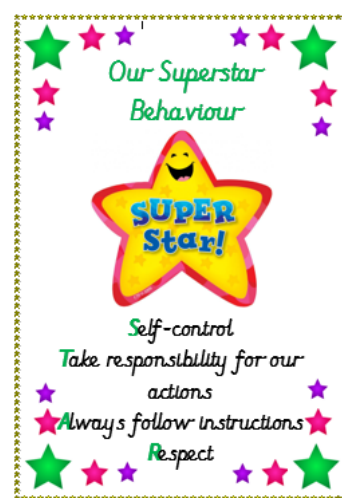 Our Superstar
Behaviour
SUPER
Star!
Self-control
Take responsibility for our
actions
Always follow instructions
Respect